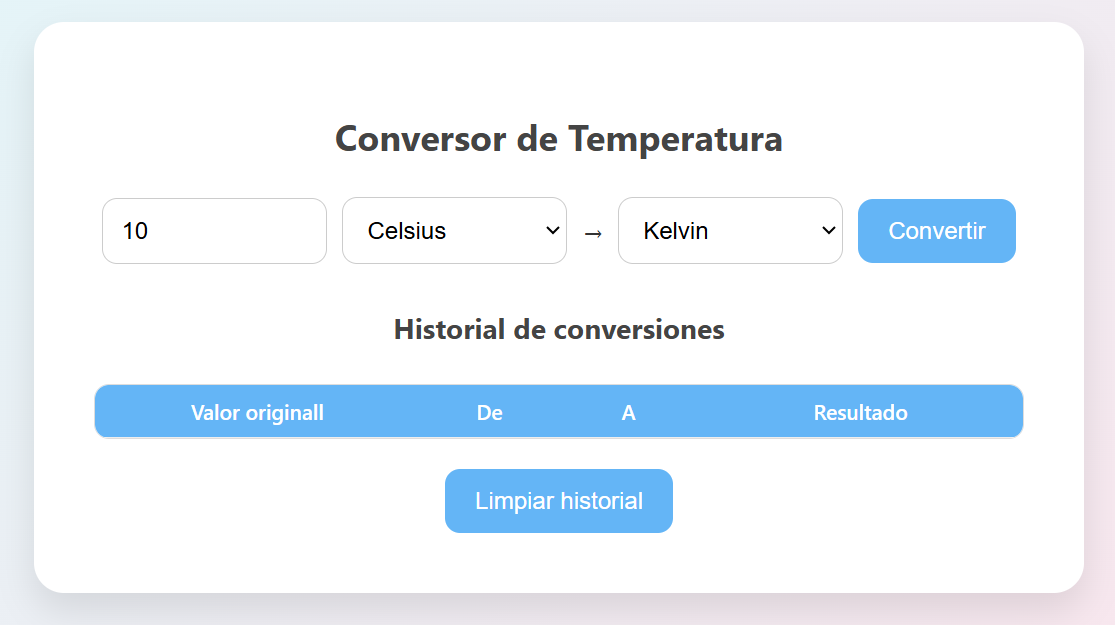 Conversor de Temperatura
10 Celsius → Kelvin Convertir
Historial de conversiones
Valor originall De A Resultado
Limpiar historial